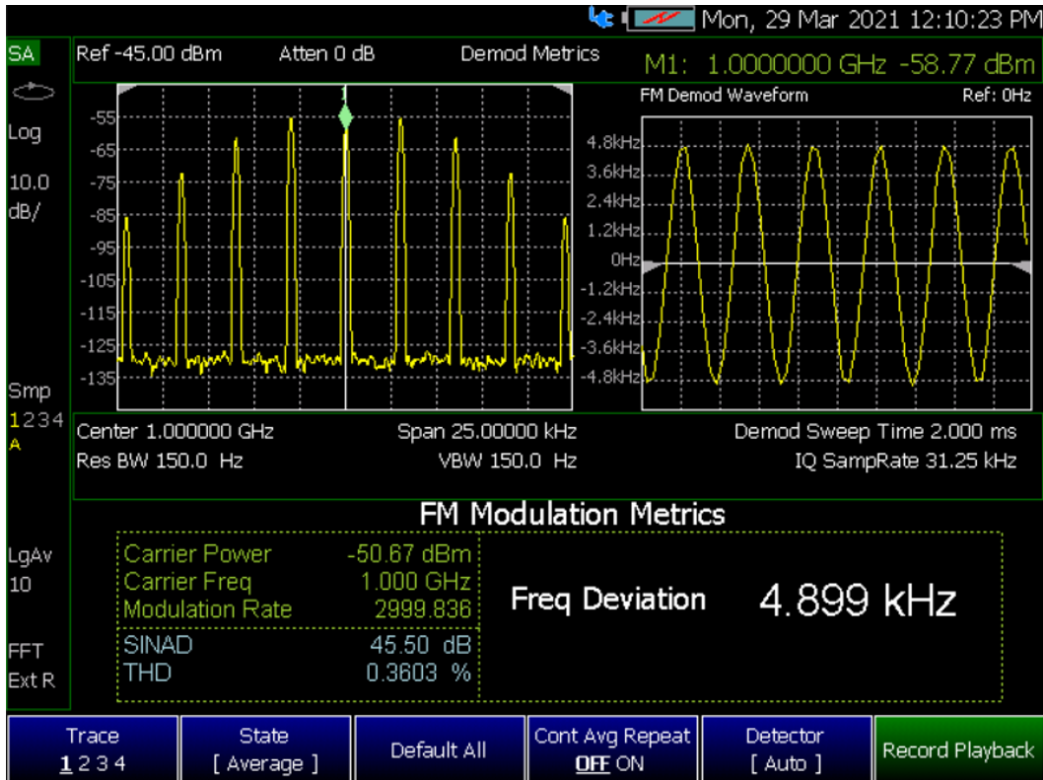 Mon, 29 Mar 2021 12:10:23 PM
SA
Ref -45.00 dBm Atten 0 dB Demod Metrics M1: 1.0000000 GHz -58.77 dBm
FM Demod Waveform Ref: 0Hz
1
Log
10.0
dB/
-55
-65
-75
-85
-95
-105
-115
-125
-135
4.8kHz
3.6kHz
2.4kHz
1.2kHz
0Hz
-1.2kHz
-2.4kHz
-3.6kHz
-4.8kHz
Smp
1234
A
Center 1.000000 GHz Span 25.00000 kHz Demod Sweep Time 2.000 ms
Res BW 150.0 Hz VBW 150.0 Hz IQ SampRate 31.25 kHz
FM Modulation Metrics
LgAv
10
Carrier Power -50.67 dBm
Carrier Freq 1.000 GHz
Modulation Rate 2999.836
SINAD 45.50 dB
THD 0.3603 %
Freq Deviation 4.899 kHz
FFT
Ext R
Trace
1 2 3 4
State
[ Average ]
Default All
Cont Avg Repeat
OFF ON
Detector
[ Auto ]
Record Playback